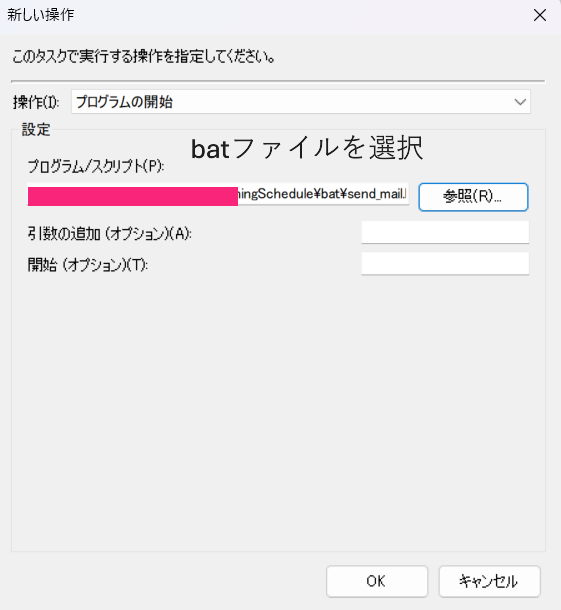 新しい操作
このタスクで実行する操作を指定してください。
操作(I): プログラムの開始
設定
batファイルを選択
プログラム/スクリプト(P):
ningSchedule¥bat¥send_mail. 参照(R)...
引数の追加 (オプション)(A):
開始 (オプション)(T):
OK キャンセル